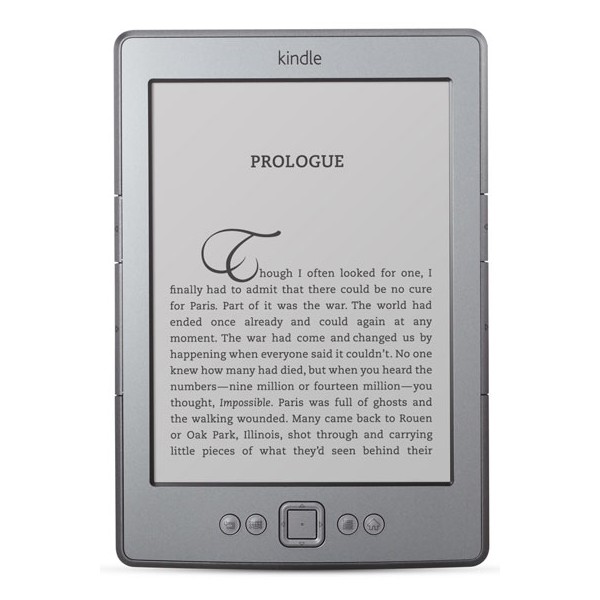 kindle
PROLOGUE
Though I often looked for one, I
finally had to admit that there could be no cure
for Paris. Part of it was the war. The world had
ended once already and could again at any
moment. The war had come and changed us by
happening when everyone said it couldn't. No one
knew how many had died, but when you heard the
numbers—nine million or fourteen million—you
thought, Impossible. Paris was full of ghosts and
the walking wounded. Many came back to Rouen
or Oak Park, Illinois, shot through and carrying
little pieces of what they'd seen behind their